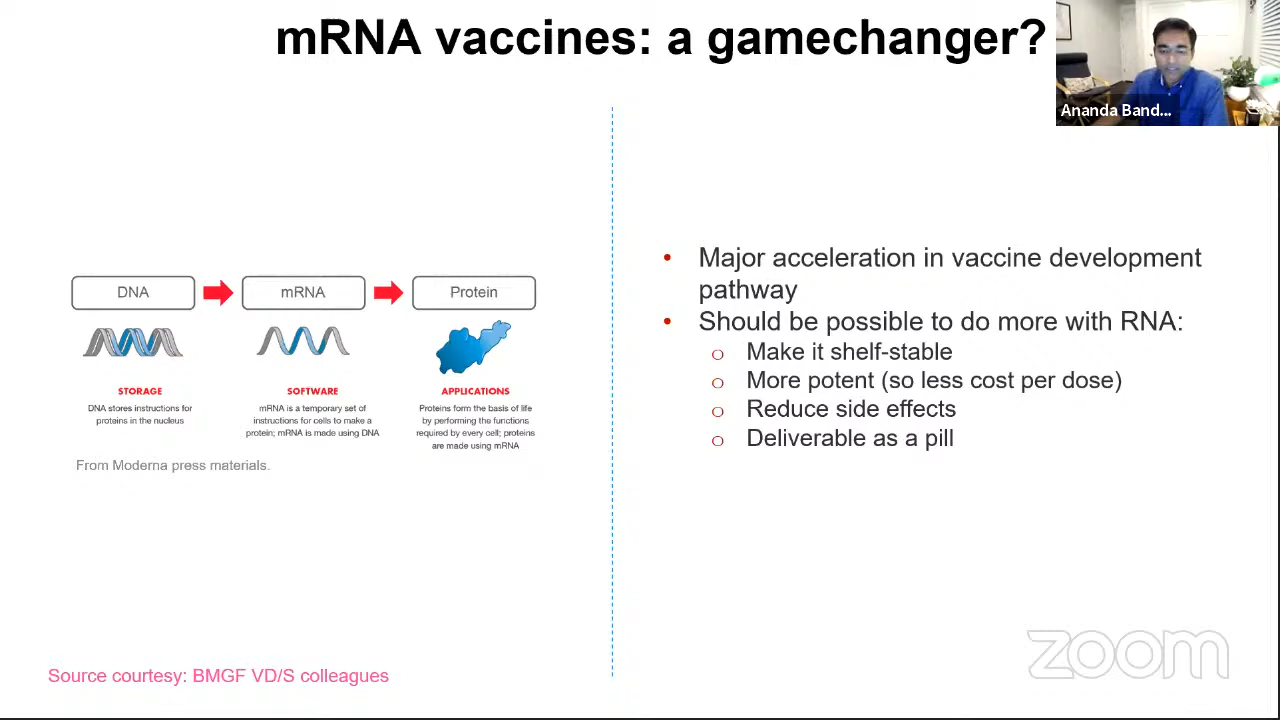 mRNA vaccines: a gamechanger?
Ananda Band...
DNA
mRNA
Protein
STORAGE
DNA stores instructions for
proteins in the nucleus
SOFTWARE
mRNA is a temporary set of
instructions for cells to make a
protein; mRNA is made using DNA
APPLICATIONS
Proteins form the basis of life
by performing the functions
required by every cell; proteins
are made using mRNA
From Moderna press materials.
• Major acceleration in vaccine development
pathway
• Should be possible to do more with RNA:
o Make it shelf-stable
o More potent (so less cost per dose)
o Reduce side effects
o Deliverable as a pill
Source courtesy: BMGF VD/S colleagues
zoom